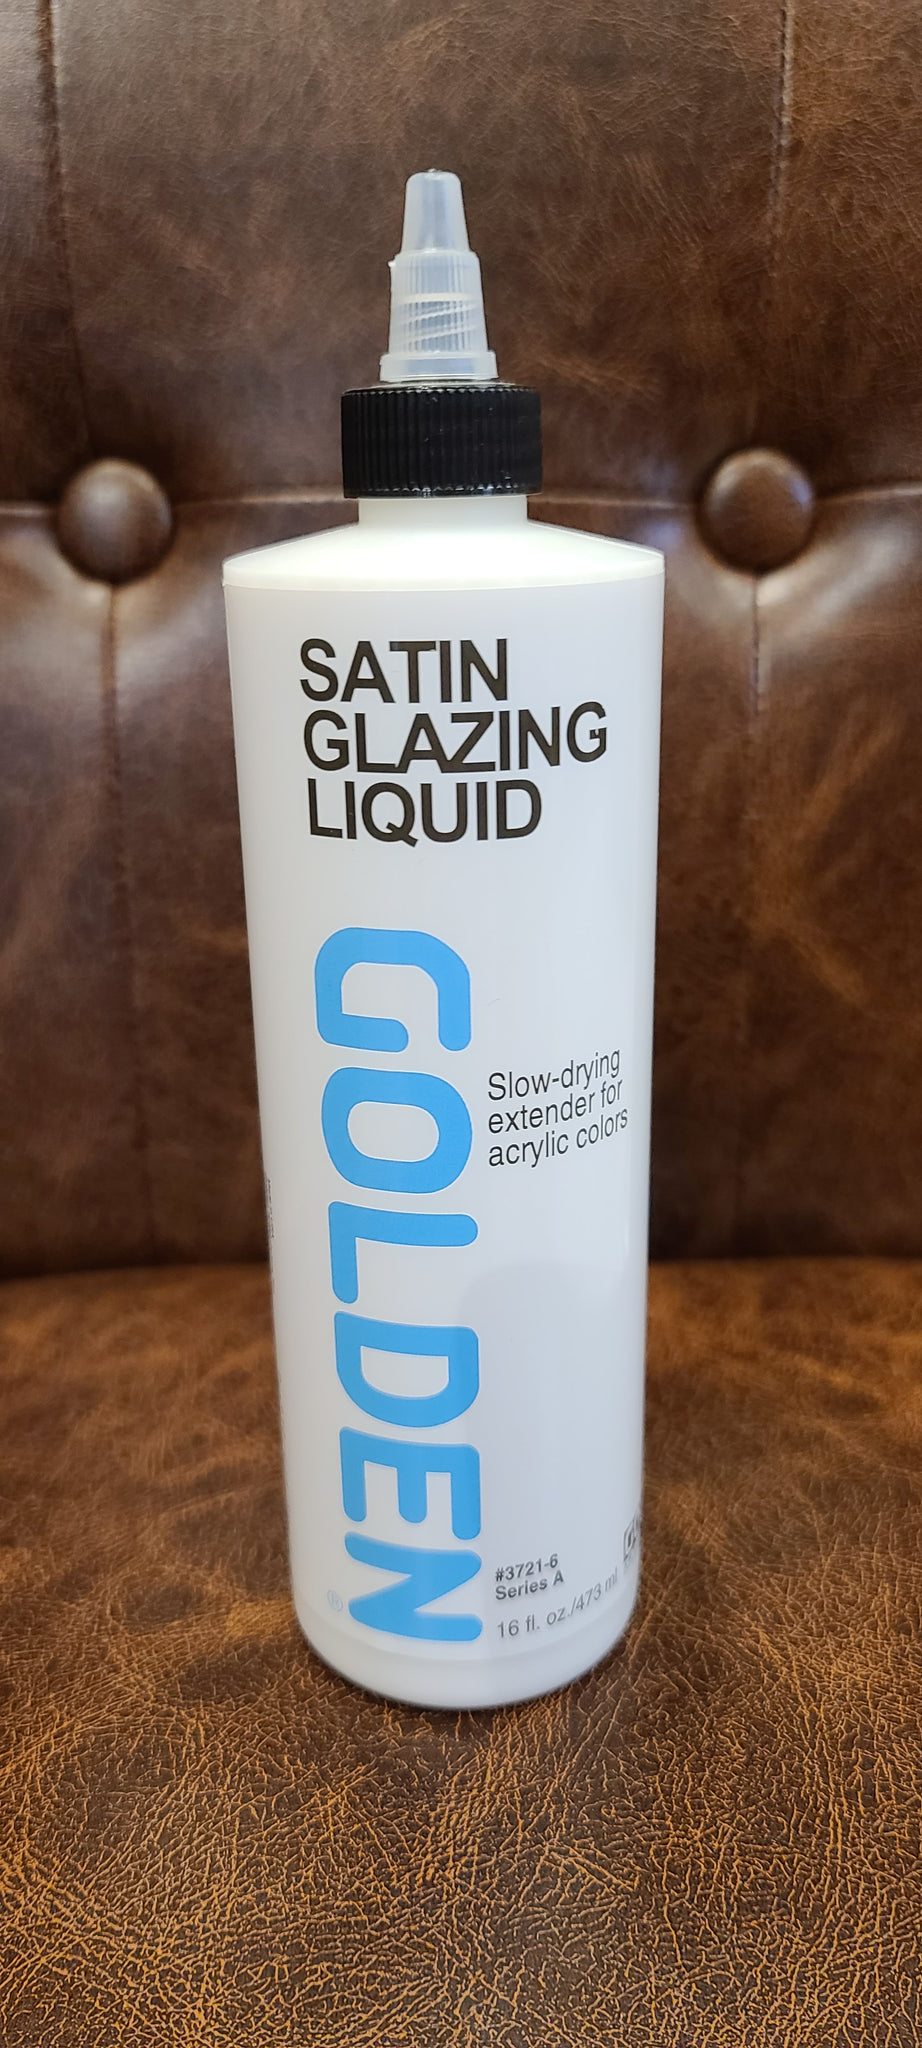 SATIN
GLAZING
LIQUID
GOLDEN
®
Slow-drying
extender for
acrylic colors
#3721-6
Series A
16 fl. oz./473 ml